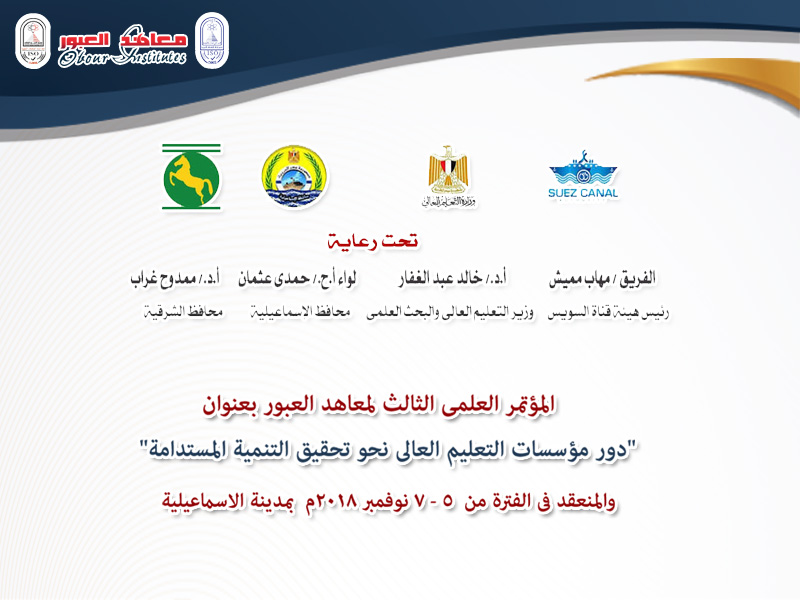 معاهد العبور
Obour Institutes
ISO
ISO
SUEZ CANAL
وزارة التعليم العالى
تحت رعاية
الفريق / مهاب مميش
أ.د./ خالد عبد الغفار
لواء أ.ح./ حمدى عثمان
أ.د./ ممدوح غراب
رئيس هيئة قناة السويس
وزير التعليم العالى والبحث العلمى
محافظ الاسماعيلية
محافظ الشرقية
المؤتمر العلمى الثالث لمعاهد العبور بعنوان
"دور مؤسسات التعليم العالى نحو تحقيق التنمية المستدامة"
والمنعقد فى الفترة من ٥ - ٧ نوفمبر ٢٠١٨م بمدينة الاسماعيلية